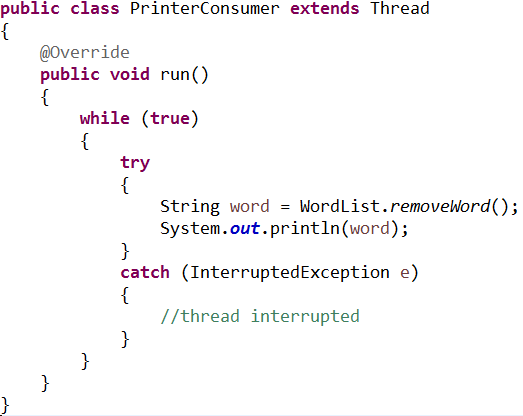 public class PrinterConsumer extends Thread
{
    @Override
    public void run()
    {
        while (true)
        {
            try
            {
                String word = WordList.removeWord();
                System.out.println(word);
            }
            catch (InterruptedException e)
            {
                //thread interrupted
            }
        }
    }
}